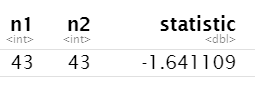 n1 n2 statistic
<int> <int> <dbl>
43 43 -1.641109